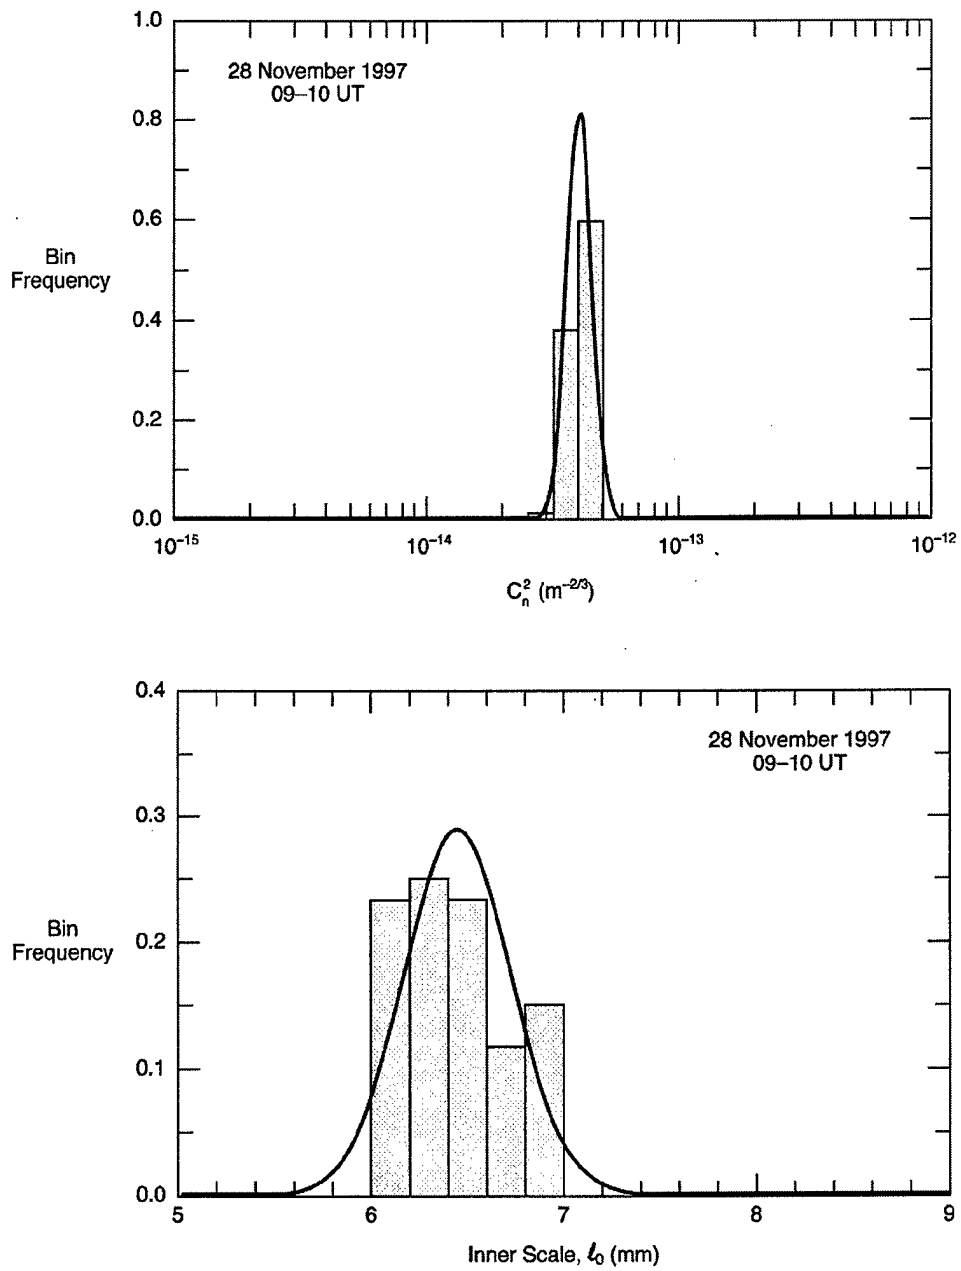 1.0
28 November 1997
09–10 UT
0.8
0.6
Bin
Frequency
0.4
0.2
0.0
10⁻¹⁵ 10⁻¹⁴ 10⁻¹³ 10⁻¹²
Cₙ² (m⁻²ᐟ³)
0.4
28 November 1997
09–10 UT
0.3
Bin
Frequency
0.2
0.1
0.0
5 6 7 8 9
Inner Scale, ℓ₀ (mm)